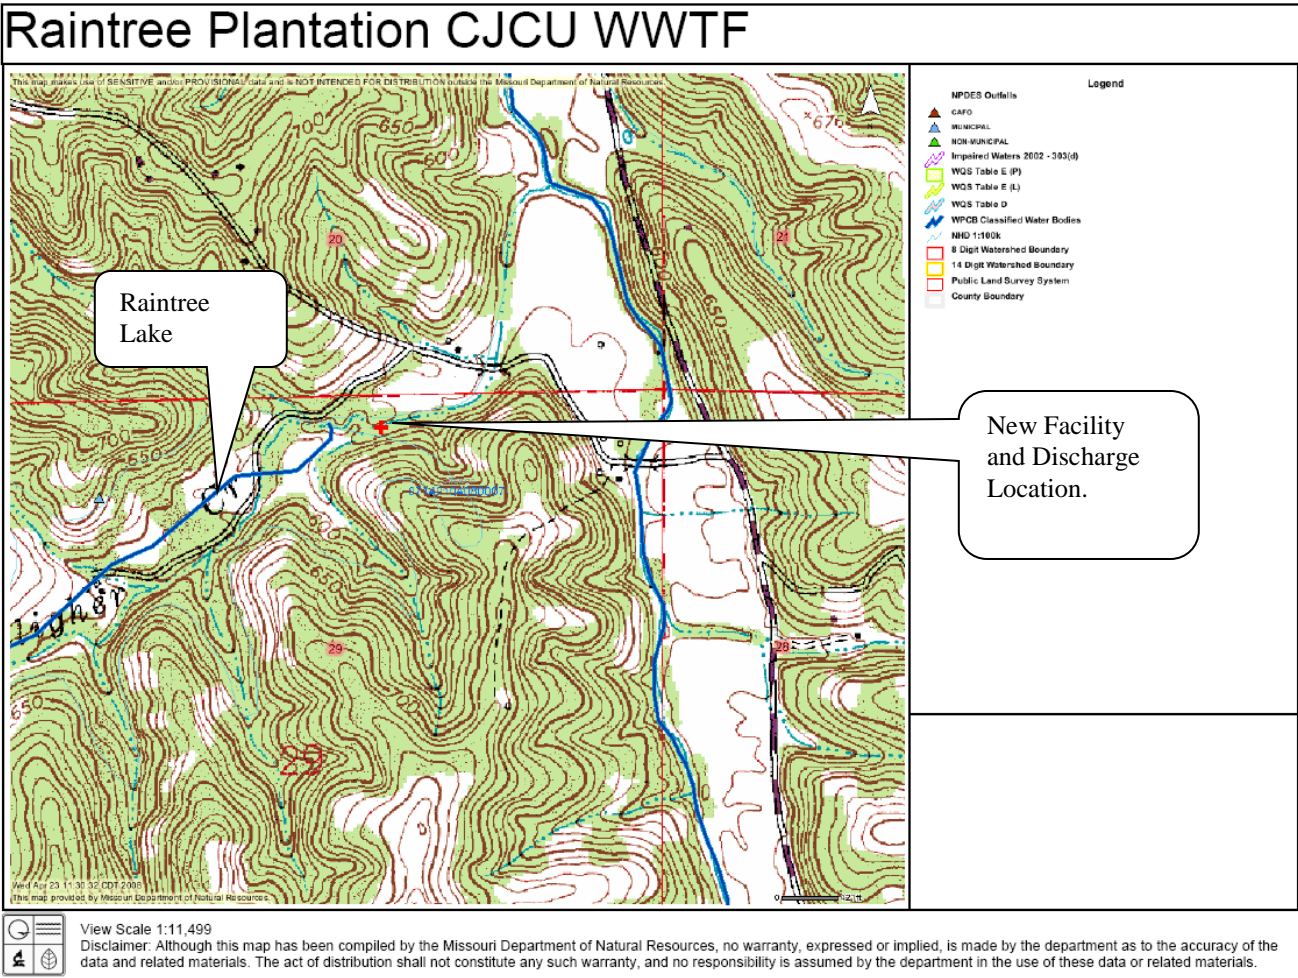 Raintree Plantation CJCU WWTF
This map makes use of SENSITIVE and/or PROVISIONAL data and is NOT INTENDED FOR DISTRIBUTION outside the Missouri Department of Natural Resources.
Legend
NPDES Outfalls
CAFO
MUNICIPAL
NON-MUNICIPAL
Impaired Waters 2002 - 303(d)
WQS Table E (P)
WQS Table E (L)
WQS Table D
WPCB Classified Water Bodies
NHD 1:100k
8 Digit Watershed Boundary
14 Digit Watershed Boundary
Public Land Survey System
County Boundary
700
650
600
20
21
650
Raintree
Lake
New Facility
and Discharge
Location.
700
650
650
29
28
650
29
Wed Apr 23 11:30:32 CDT 2008
This map provided by Missouri Department of Natural Resources.
0
View Scale 1:11,499
Disclaimer: Although this map has been compiled by the Missouri Department of Natural Resources, no warranty, expressed or implied, is made by the department as to the accuracy of the
data and related materials. The act of distribution shall not constitute any such warranty, and no responsibility is assumed by the department in the use of these data or related materials.